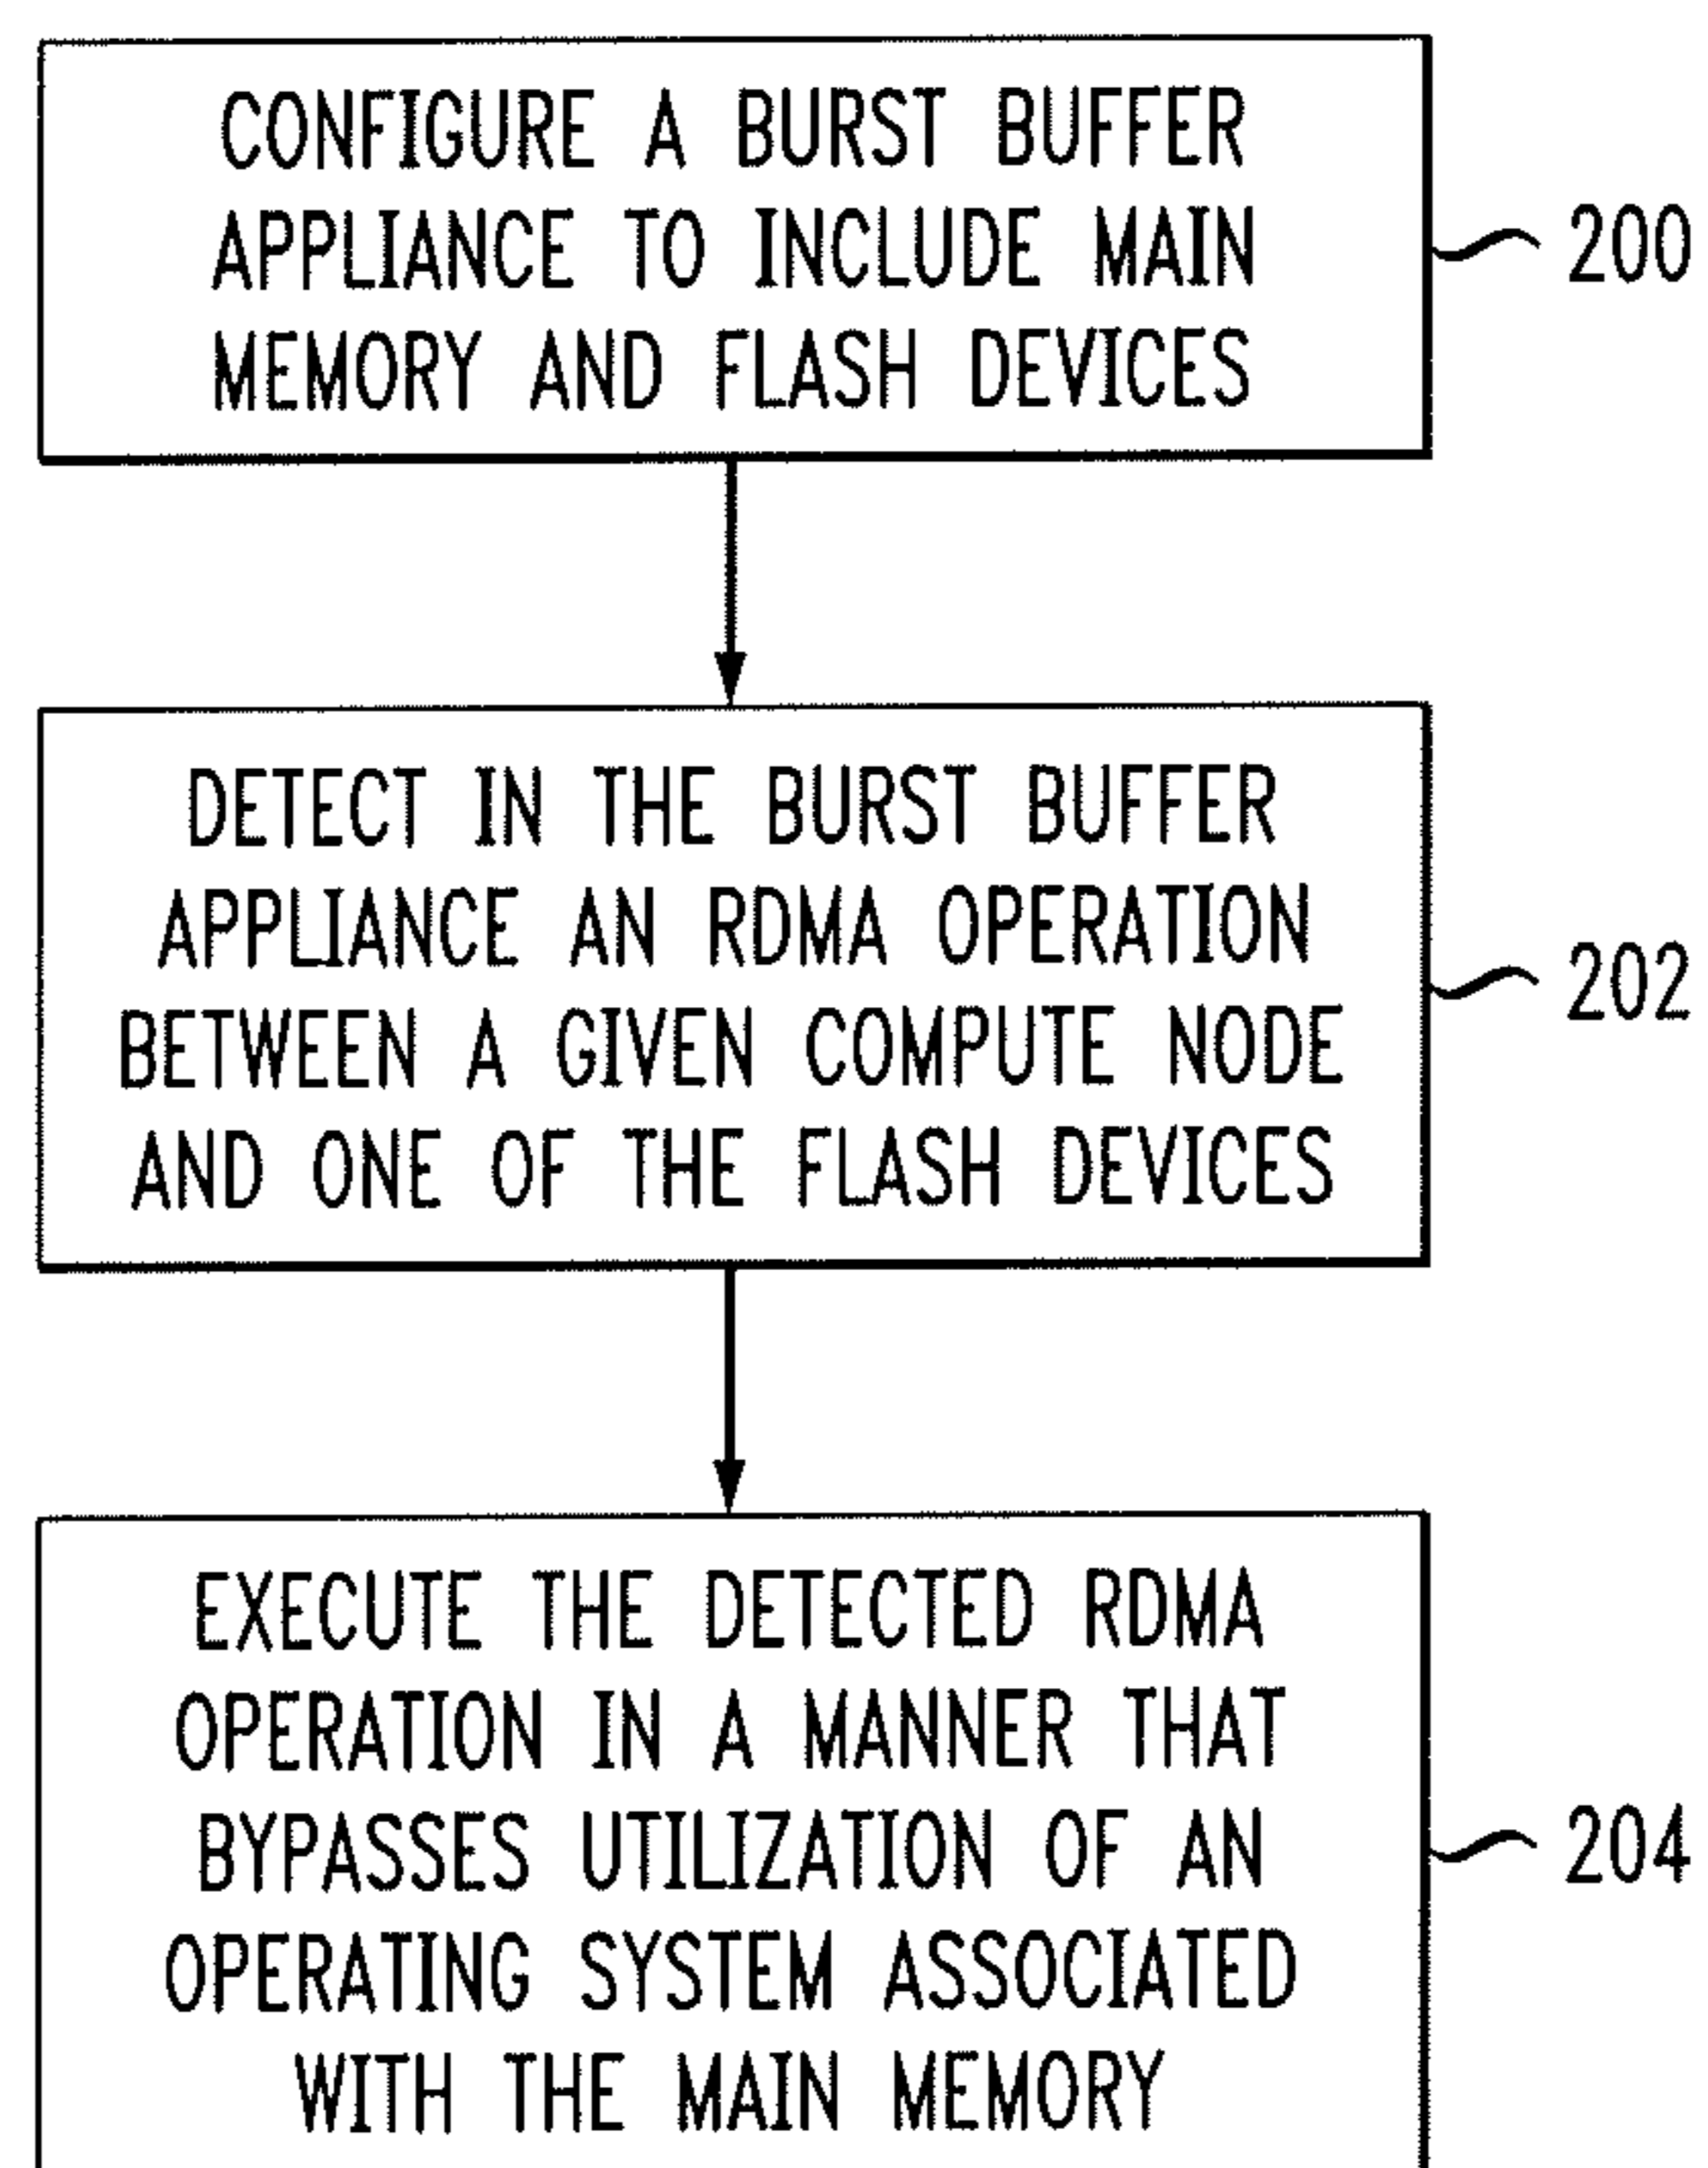 CONFIGURE A BURST BUFFER
APPLIANCE TO INCLUDE MAIN
MEMORY AND FLASH DEVICES
200
DETECT IN THE BURST BUFFER
APPLIANCE AN RDMA OPERATION
BETWEEN A GIVEN COMPUTE NODE
AND ONE OF THE FLASH DEVICES
202
EXECUTE THE DETECTED RDMA
OPERATION IN A MANNER THAT
BYPASSES UTILIZATION OF AN
OPERATING SYSTEM ASSOCIATED
WITH THE MAIN MEMORY
204